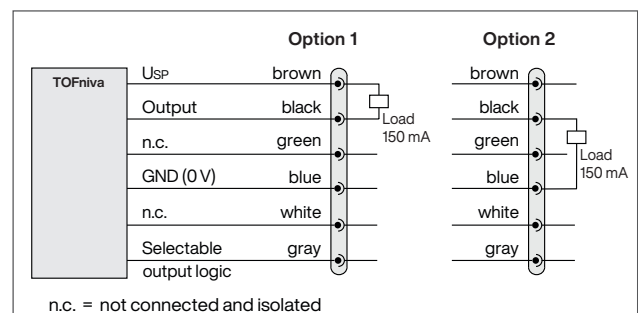 Option 1 Option 2
TOFniva USP brown brown
Output black black
Load
150 mA
n.c. green green
Load
150 mA
GND (0 V) blue blue
n.c. white white
Selectable gray gray
output logic
n.c. = not connected and isolated